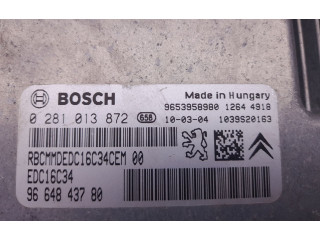 BOSCH
Made in Hungary
9653958980 1264 4918
0 281 013 872 658 10-03-04 1039S20163
RBCMMDEDC16C34CEM 00
EDC16C34
96 648 437 80